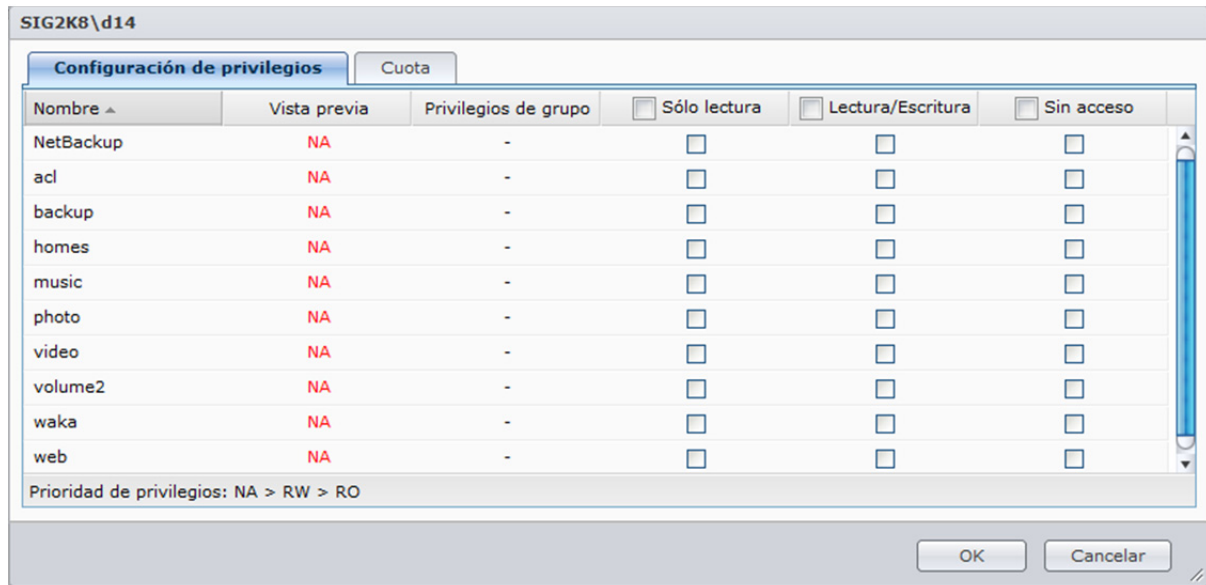 SIG2K8\d14
Configuración de privilegios Cuota
Nombre Vista previa Privilegios de grupo Sólo lectura Lectura/Escritura Sin acceso
NetBackup NA -
acl NA -
backup NA -
homes NA -
music NA -
photo NA -
video NA -
volume2 NA -
waka NA -
web NA -
Prioridad de privilegios: NA > RW > RO
OK Cancelar